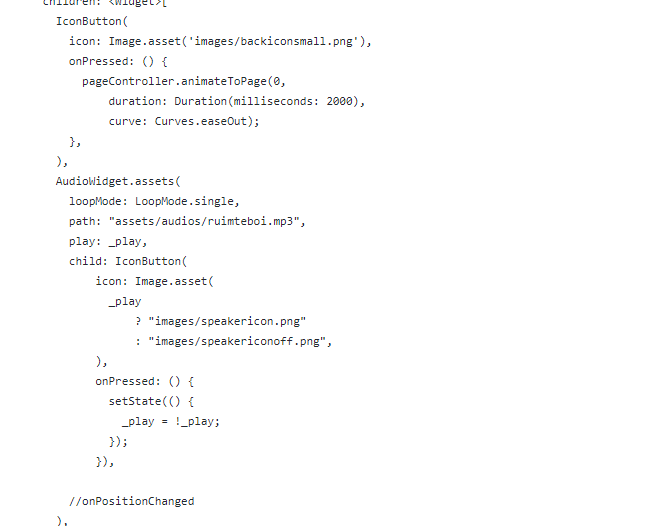 children: <Widget>[
IconButton(
icon: Image.asset('images/backiconsmall.png'),
onPressed: () {
pageController.animateToPage(0,
duration: Duration(milliseconds: 2000),
curve: Curves.easeOut);
},
),
AudioWidget.assets(
loopMode: LoopMode.single,
path: "assets/audios/ruimteboi.mp3",
play: _play,
child: IconButton(
icon: Image.asset(
_play
? "images/speakericon.png"
: "images/speakericonoff.png",
),
onPressed: () {
setState(() {
_play = !_play;
});
}),
//onPositionChanged
),